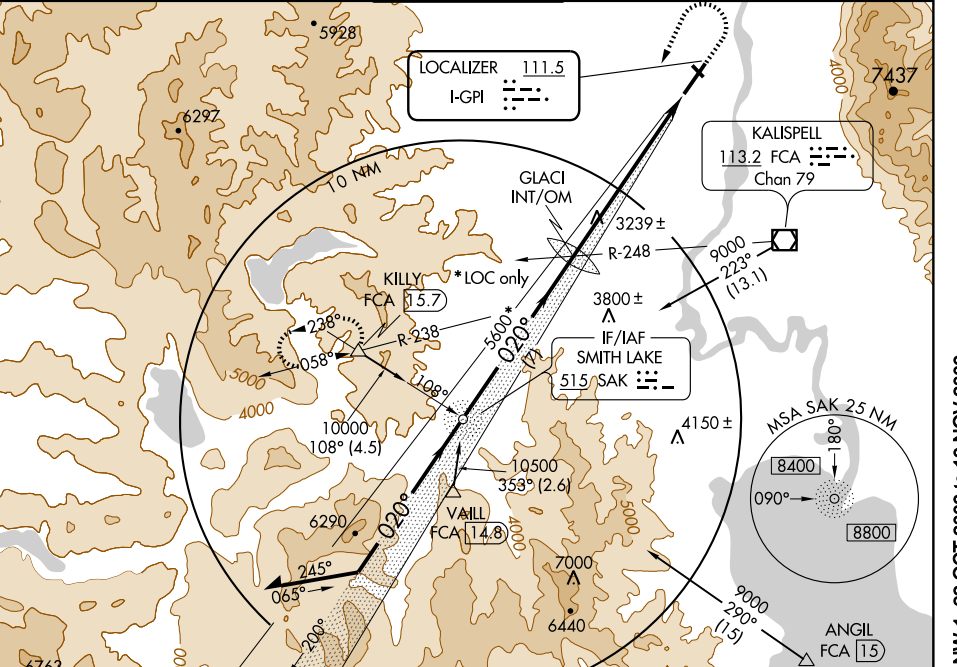 5928
LOCALIZER 111.5
I-GPI
4000
7437
6297
KALISPELL
113.2 FCA
Chan 79
10 NM
GLACI
INT/OM
3239 ±
R-248
9000
223°
(13.1)
KILLY
FCA 15.7
*LOC only
3800 ±
238°
R-238
5600*
020°
(7)
IF/IAF
SMITH LAKE
515 SAK
058°
5000
108°
4000
10000
108° (4.5)
4150 ±
MSA SAK 25 NM
180°
8400
090°
8800
10500
353° (2.6)
020°
VAILL
FCA 14.8
4000
5000
6290
245°
065°
7000
6440
9000
290°
(15)
200°
ANGIL
FCA 15
6763